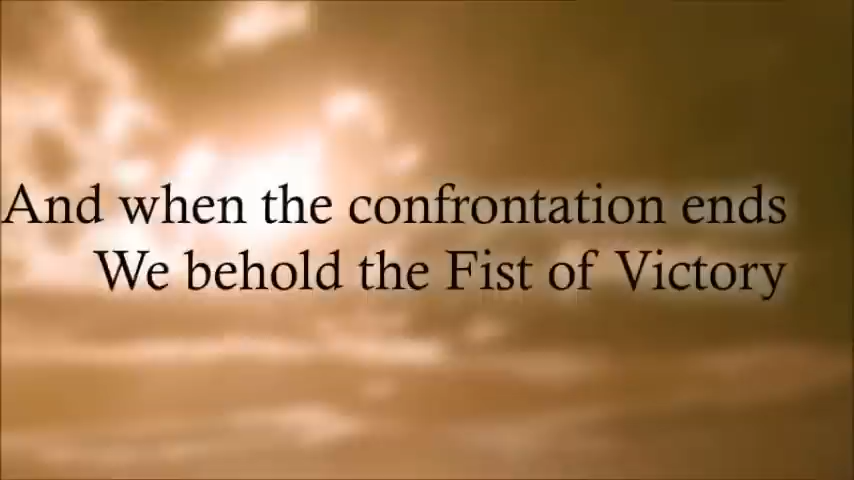 And when the confrontation ends
We behold the Fist of Victory